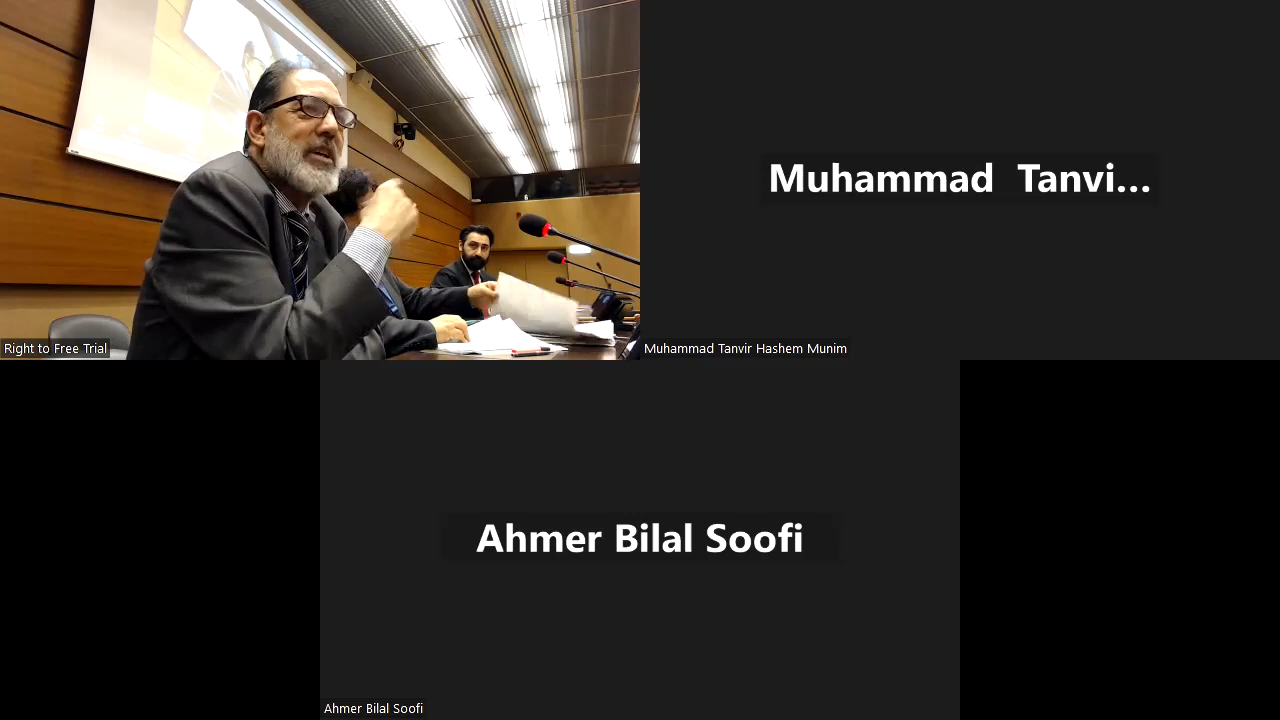 Muhammad  Tanvi...
Right to Free Trial
Muhammad Tanvir Hashem Munim
Ahmer Bilal Soofi
Ahmer Bilal Soofi